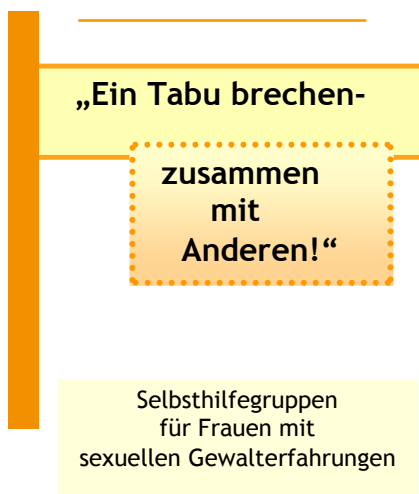 „Ein Tabu brechen-
zusammen
mit
Anderen!“
Selbsthilfegruppen
für Frauen mit
sexuellen Gewalterfahrungen